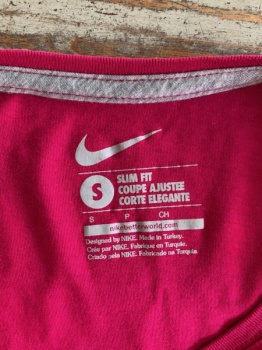 S
SLIM FIT
COUPE AJUSTEE
CORTE ELEGANTE
S P CH
nikebetterworld.com
Designed by NIKE. Made in Turkey.
Crée par NIKE. Fabriqué en Turquie.
Criado pela NIKE. Fabricado na Turquia.